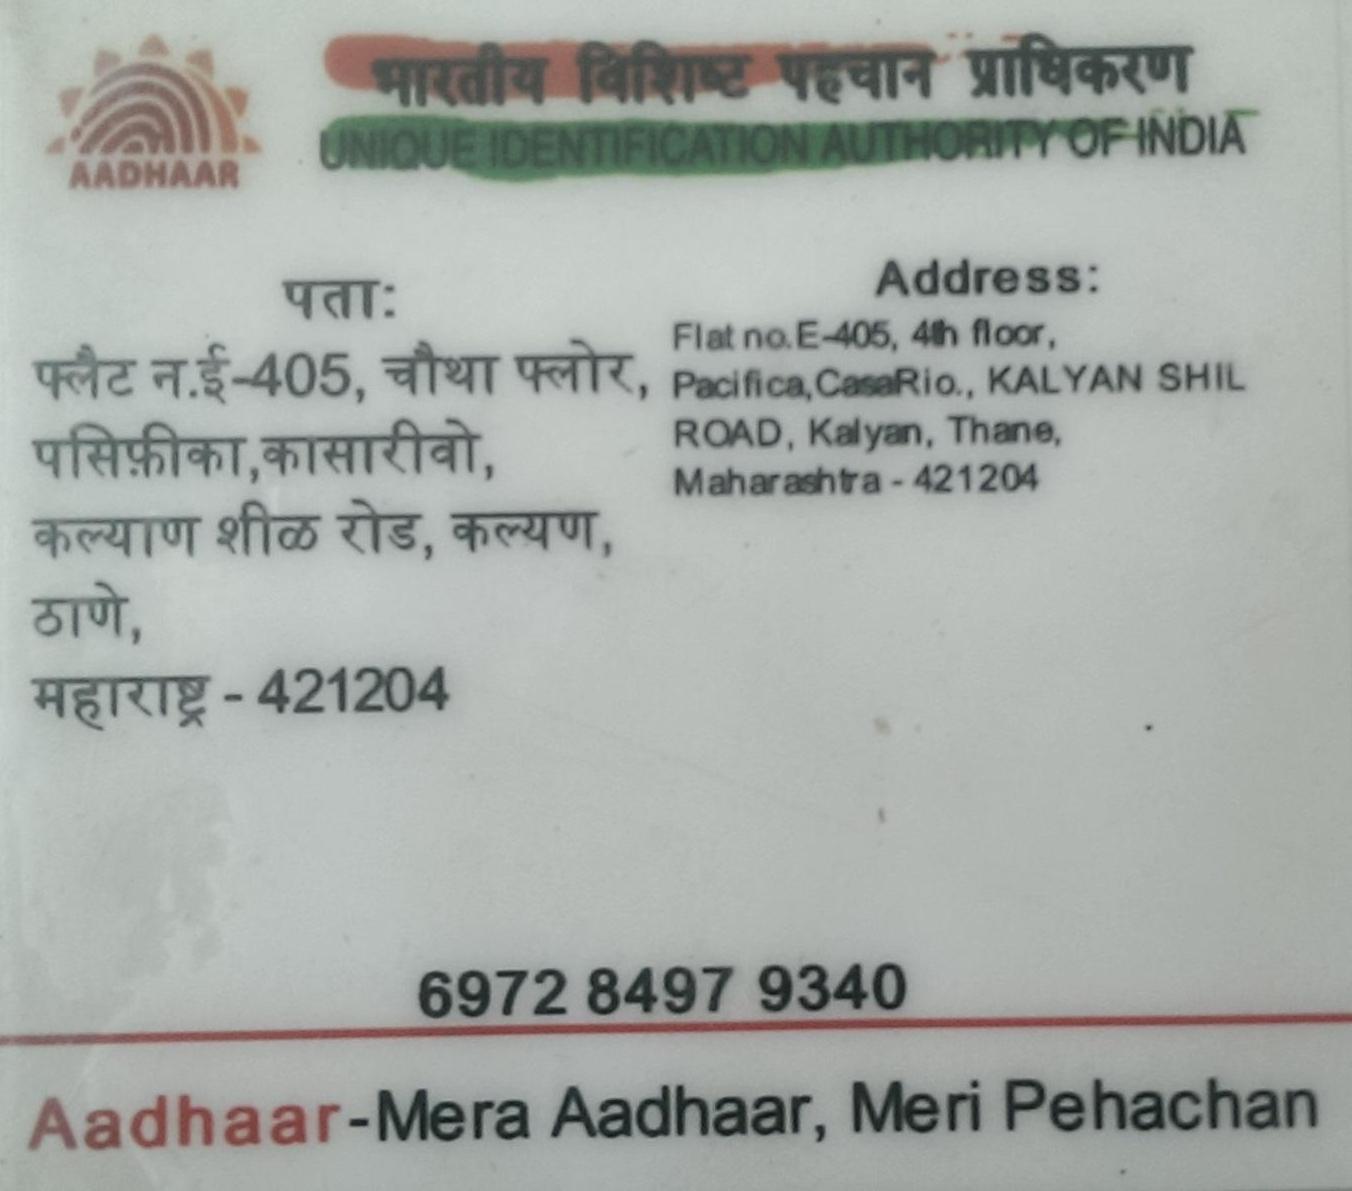 AADHAAR
भारतीय विशिष्ट पहचान प्राधिकरण
UNIQUE IDENTIFICATION AUTHORITY OF INDIA
पता:
फ्लैट न.ई-405, चौथा फ्लोर,
पसिफ़ीका,कासारीवो,
कल्याण शीळ रोड, कल्यण,
ठाणे,
महाराष्ट्र - 421204
Address:
Flat no.E-405, 4th floor,
Pacifica,CasaRio., KALYAN SHIL
ROAD, Kalyan, Thane,
Maharashtra - 421204
6972 8497 9340
Aadhaar-Mera Aadhaar, Meri Pehachan